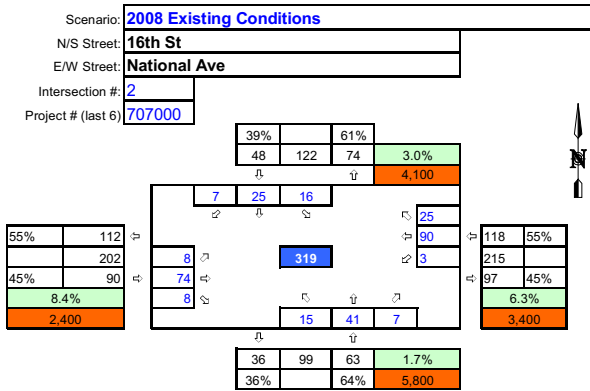 Scenario: 2008 Existing Conditions
N/S Street: 16th St
E/W Street: National Ave
Intersection #: 2
Project # (last 6) 707000
N
39% 61%
48 122 74 3.0%
⇩ ⇧ 4,100
7 25 16
⬃ ⇩ ⬂
⬁ 25
55% 112 ⇦ ⇦ 90 ⇦ 118 55%
202 8 ⬀ 319 ⬃ 3 215
45% 90 ⇨ 74 ⇨ ⇨ 97 45%
8.4% 8 ⬂ ⬁ ⇧ ⬀ 6.3%
2,400 15 41 7 3,400
⇩ ⇧
36 99 63 1.7%
36% 64% 5,800